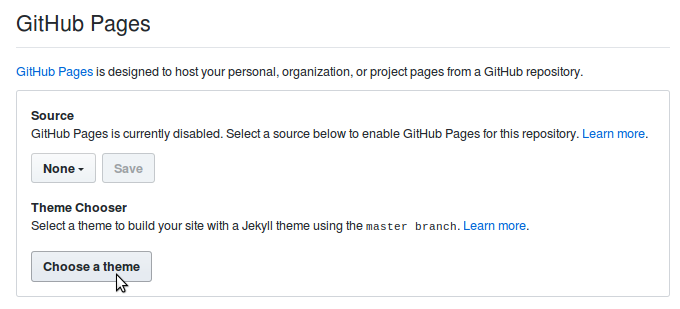 GitHub Pages
GitHub Pages is designed to host your personal, organization, or project pages from a GitHub repository.
Source
GitHub Pages is currently disabled. Select a source below to enable GitHub Pages for this repository. Learn more.
None Save
Theme Chooser
Select a theme to build your site with a Jekyll theme using the master branch. Learn more.
Choose a theme